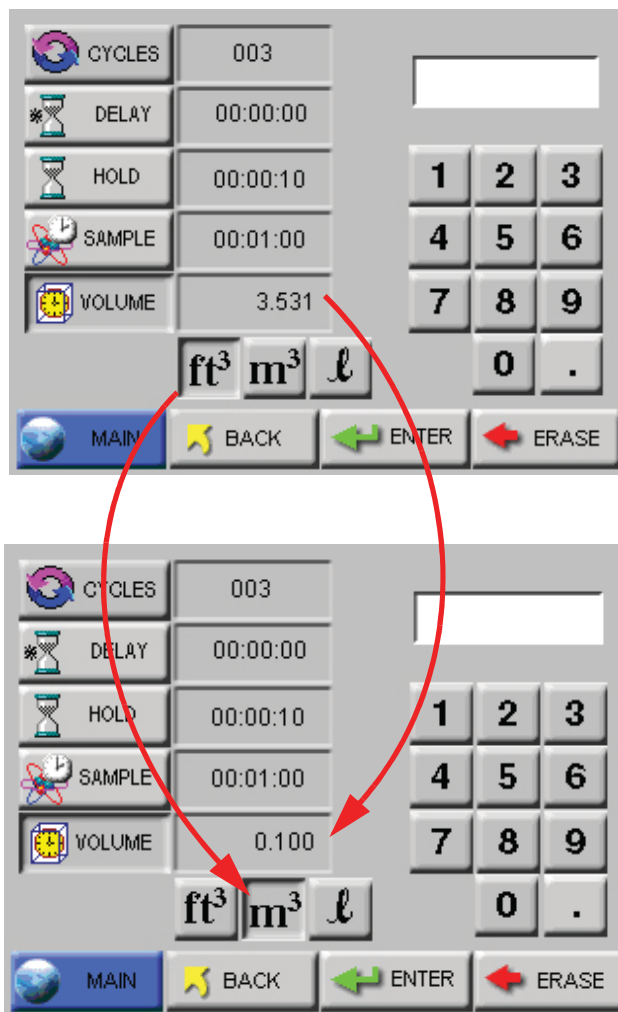 CYCLES 003
DELAY 00:00:00
HOLD 00:00:10 1 2 3
SAMPLE 00:01:00 4 5 6
VOLUME 3.531 7 8 9
ft³ m³ ℓ 0 .
MAIN BACK ENTER ERASE
CYCLES 003
DELAY 00:00:00
HOLD 00:00:10 1 2 3
SAMPLE 00:01:00 4 5 6
VOLUME 0.100 7 8 9
ft³ m³ ℓ 0 .
MAIN BACK ENTER ERASE